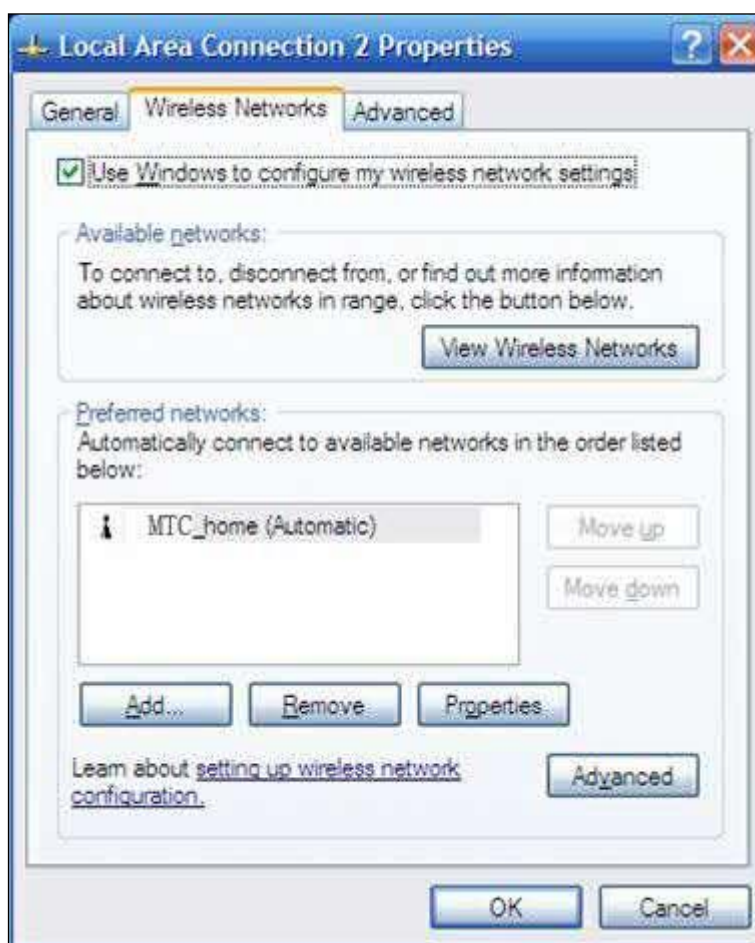 Local Area Connection 2 Properties
General Wireless Networks Advanced
Use Windows to configure my wireless network settings
Available networks:
To connect to, disconnect from, or find out more information
about wireless networks in range, click the button below.
View Wireless Networks
Preferred networks:
Automatically connect to available networks in the order listed
below:
MTC_home (Automatic)
Move up
Move down
Add... Remove Properties
Learn about setting up wireless network
configuration.
Advanced
OK Cancel